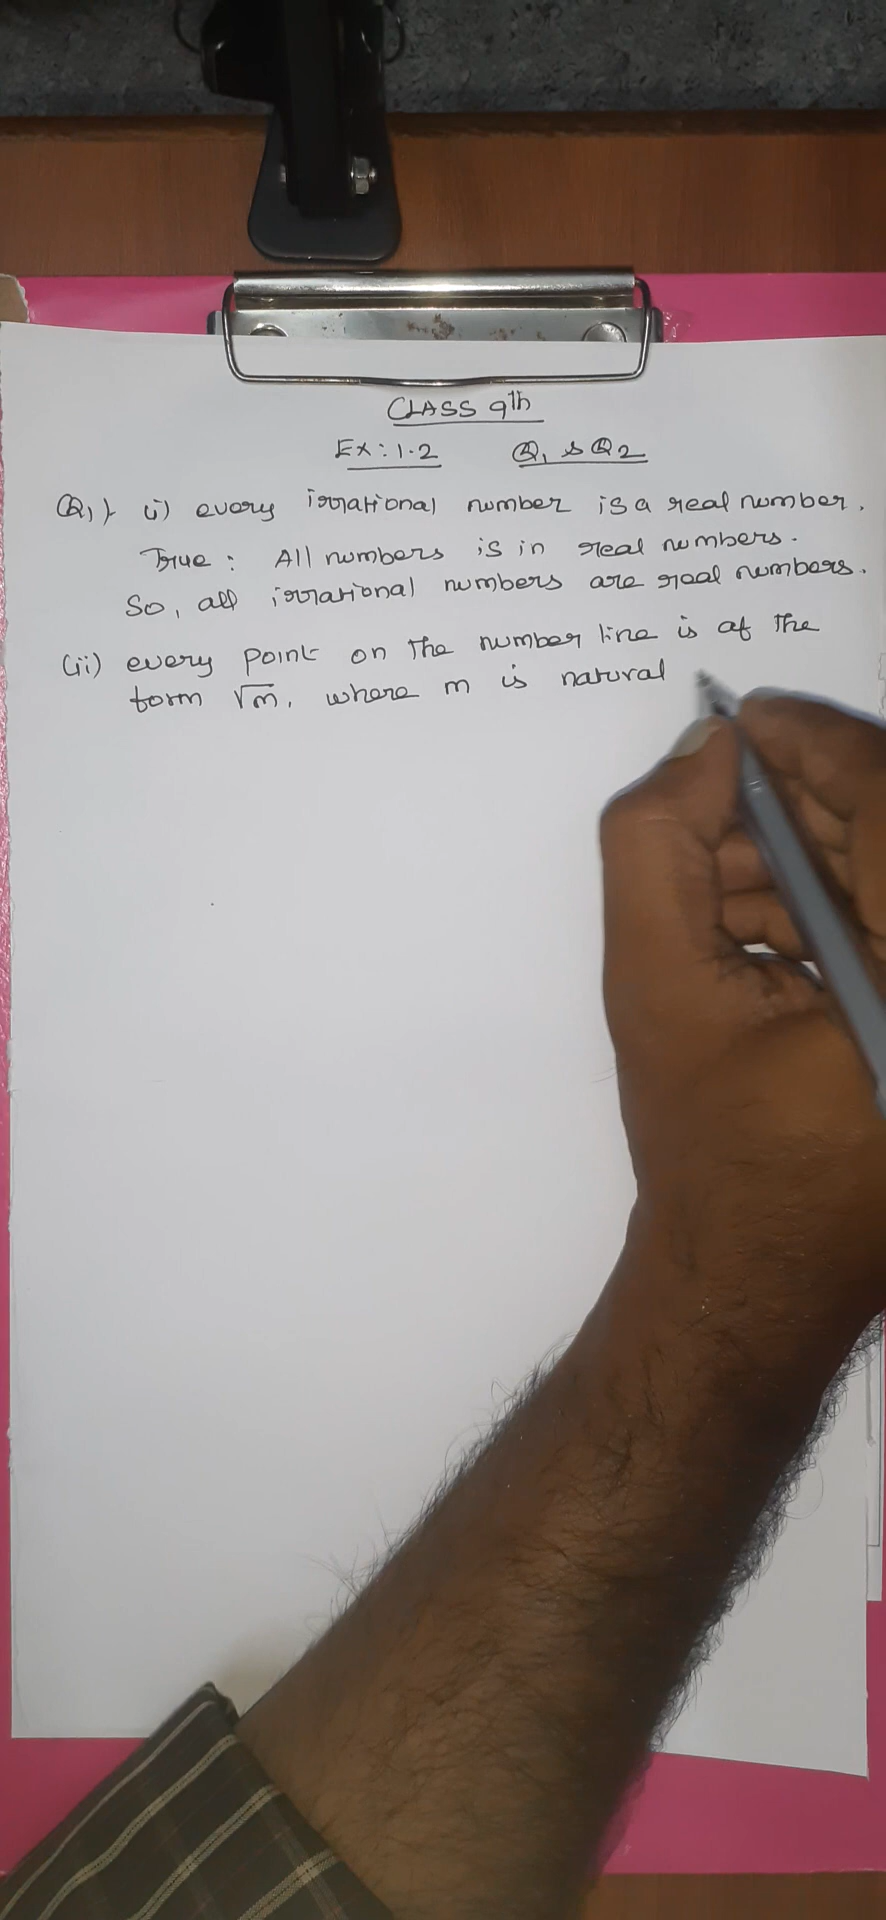 CLASS 9th
Ex: 1.2 Q1 & Q2
Q1) (i) every irrational number is a real number.
True: All numbers is in real numbers.
So, all irrational numbers are real numbers.
(ii) every point on the number line is of the
form √m, where m is natural